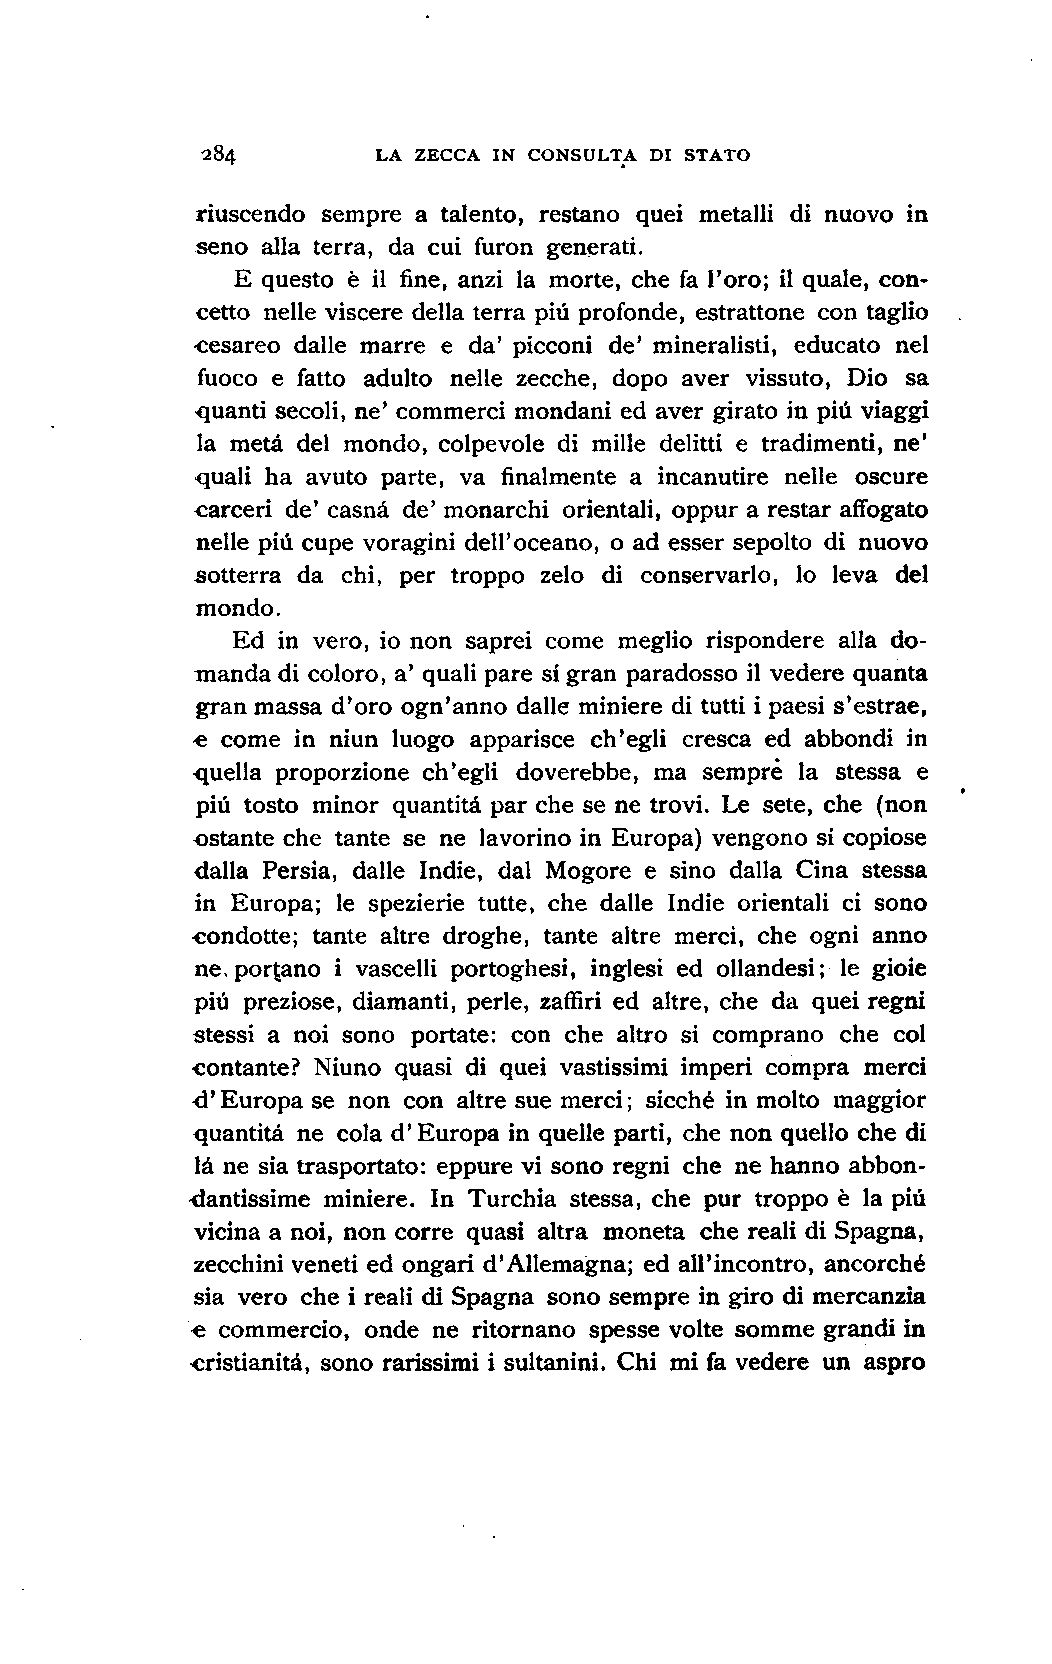 284 LA ZECCA IN CONSULTA DI STATO
riuscendo sempre a talento, restano quei metalli di nuovo in
seno alla terra, da cui furon generati.
E questo è il fine, anzi la morte, che fa l'oro; il quale, con-
cetto nelle viscere della terra piú profonde, estrattone con taglio
cesareo dalle marre e da' picconi de' mineralisti, educato nel
fuoco e fatto adulto nelle zecche, dopo aver vissuto, Dio sa
quanti secoli, ne' commerci mondani ed aver girato in piú viaggi
la metá del mondo, colpevole di mille delitti e tradimenti, ne'
quali ha avuto parte, va finalmente a incanutire nelle oscure
carceri de' casná de' monarchi orientali, oppur a restar affogato
nelle piú cupe voragini dell'oceano, o ad esser sepolto di nuovo
sotterra da chi, per troppo zelo di conservarlo, lo leva del
mondo.
Ed in vero, io non saprei come meglio rispondere alla do-
manda di coloro, a' quali pare sí gran paradosso il vedere quanta
gran massa d'oro ogn'anno dalle miniere di tutti i paesi s'estrae,
e come in niun luogo apparisce ch'egli cresca ed abbondi in
quella proporzione ch'egli doverebbe, ma sempre la stessa e
piú tosto minor quantitá par che se ne trovi. Le sete, che (non
ostante che tante se ne lavorino in Europa) vengono si copiose
dalla Persia, dalle Indie, dal Mogore e sino dalla Cina stessa
in Europa; le spezierie tutte, che dalle Indie orientali ci sono
condotte; tante altre droghe, tante altre merci, che ogni anno
ne portano i vascelli portoghesi, inglesi ed ollandesi; le gioie
piú preziose, diamanti, perle, zaffiri ed altre, che da quei regni
stessi a noi sono portate: con che altro si comprano che col
contante? Niuno quasi di quei vastissimi imperi compra merci
d'Europa se non con altre sue merci; sicché in molto maggior
quantitá ne cola d'Europa in quelle parti, che non quello che di
lá ne sia trasportato: eppure vi sono regni che ne hanno abbon-
dantissime miniere. In Turchia stessa, che pur troppo è la piú
vicina a noi, non corre quasi altra moneta che reali di Spagna,
zecchini veneti ed ongari d'Allemagna; ed all'incontro, ancorché
sia vero che i reali di Spagna sono sempre in giro di mercanzia
e commercio, onde ne ritornano spesse volte somme grandi in
cristianitá, sono rarissimi i sultanini. Chi mi fa vedere un aspro